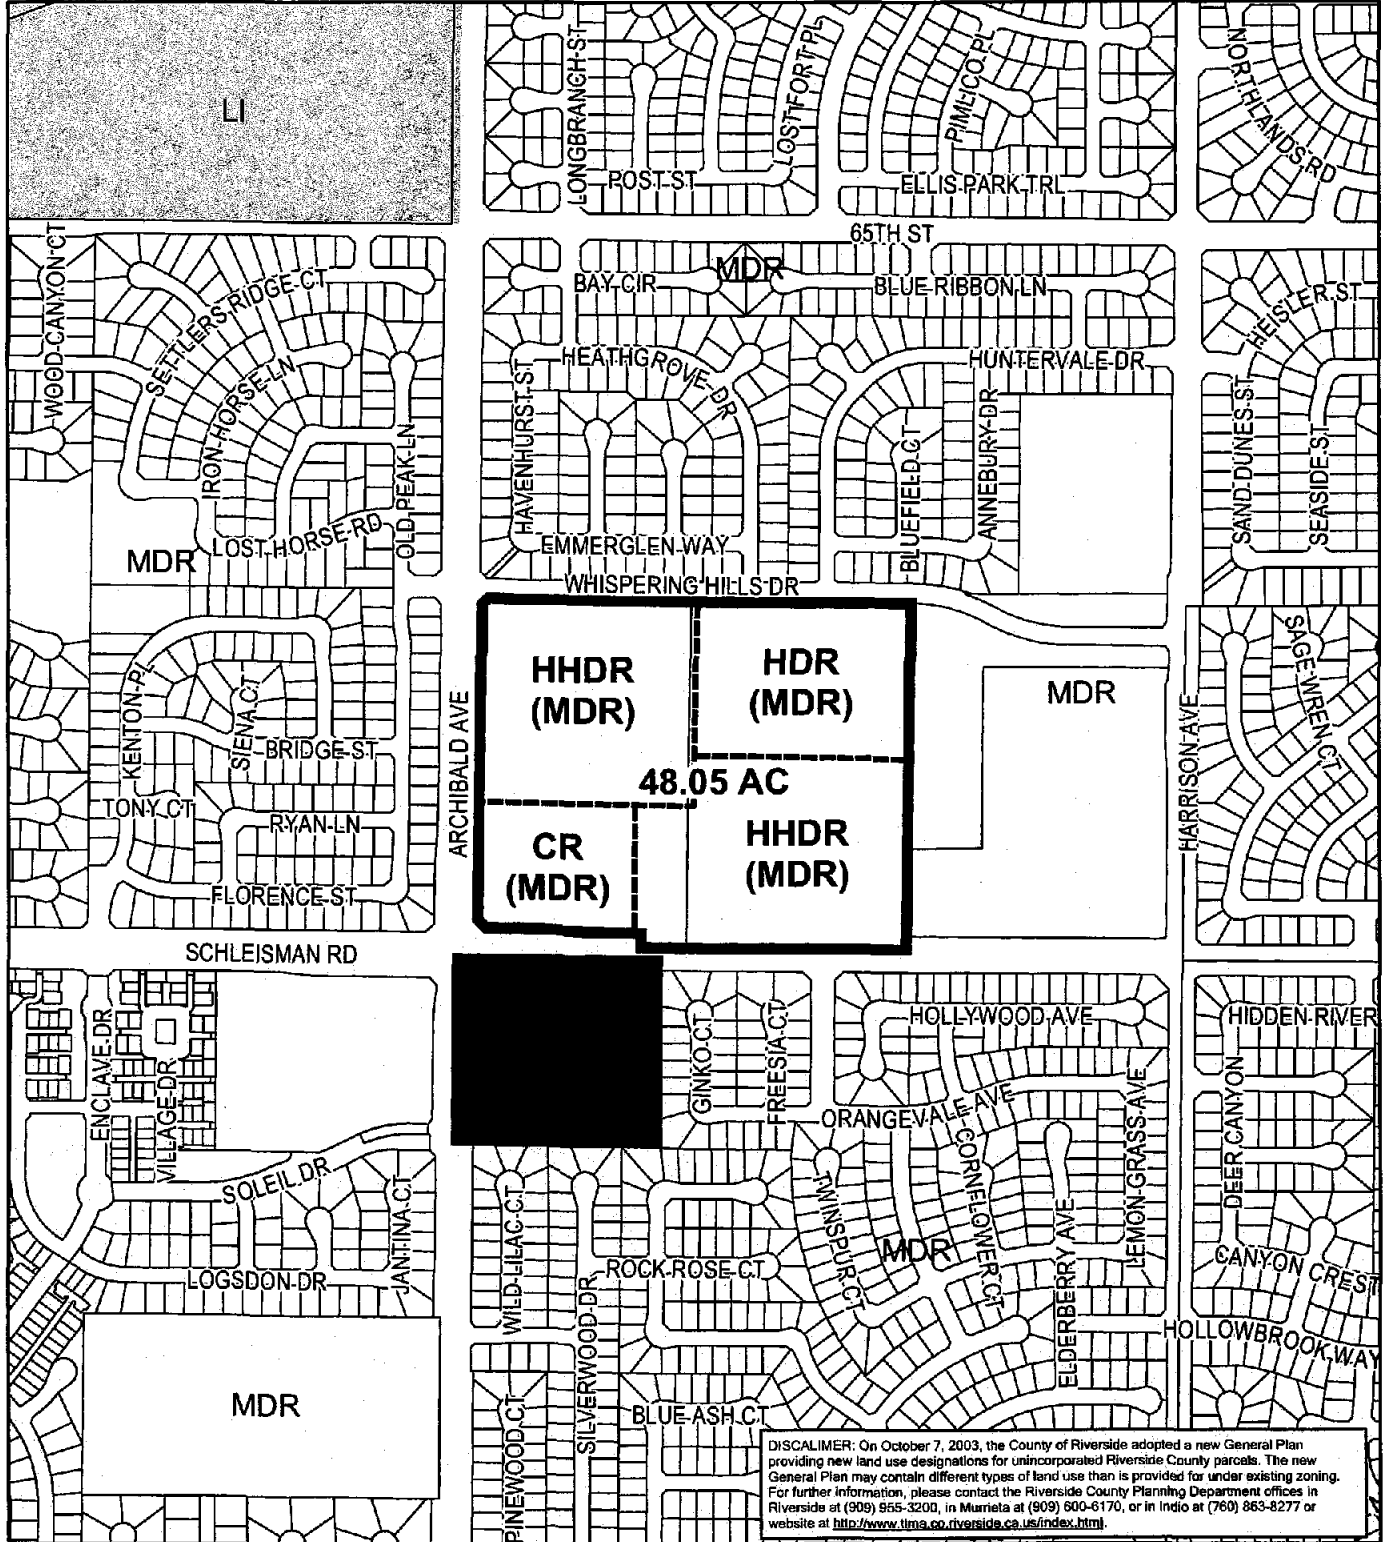 LI
LONGBRANCH ST
LOST FORT PL
PIMLICO PL
NORTHLANDS RD
POST ST
ELLIS PARK TRL
65TH ST
WOOD CANYON CT
SETTLERS RIDGE CT
BAY CIR
MDR
BLUE RIBBON LN
HEISLER ST
IRON HORSE LN
HEATHGROVE DR
HUNTERVALE DR
HAVENHURST ST
OLD PEAK LN
BLUEFIELD CT
ANNEBURY DR
SAND DUNES ST
SEASIDE ST
LOST HORSE RD
EMMERGLEN WAY
MDR
WHISPERING HILLS DR
KENTON PL
SIENA CT
BRIDGE ST
ARCHIBALD AVE
HHDR
(MDR)
HDR
(MDR)
MDR
SAGE WREN CT
HARRISON AVE
48.05 AC
TONY CT
RYAN LN
CR
(MDR)
HHDR
(MDR)
FLORENCE ST
SCHLEISMAN RD
ENCLAVE DR
VILLAGE DR
GINKO CT
FREESIA CT
HOLLYWOOD AVE
HIDDEN RIVER
ORANGEVALE AVE
DEER CANYON
SOLEIL DR
JANTINA CT
WILD LILAC CT
TWINSPUR CT
CORNFLOWER CT
LEMON GRASS AVE
MDR
ELDERBERRY AVE
LOGSDON DR
ROCK ROSE CT
CANYON CREST
SILVERWOOD DR
HOLLOWBROOK WAY
MDR
PINEWOOD CT
BLUE ASH CT
DISCALIMER: On October 7, 2003, the County of Riverside adopted a new General Plan
providing new land use designations for unincorporated Riverside County parcels. The new
General Plan may contain different types of land use than is provided for under existing zoning.
For further information, please contact the Riverside County Planning Department offices in
Riverside at (909) 955-3200, in Murrieta at (909) 600-6170, or in Indio at (760) 863-8277 or
website at http://www.tlma.co.riverside.ca.us/index.html.